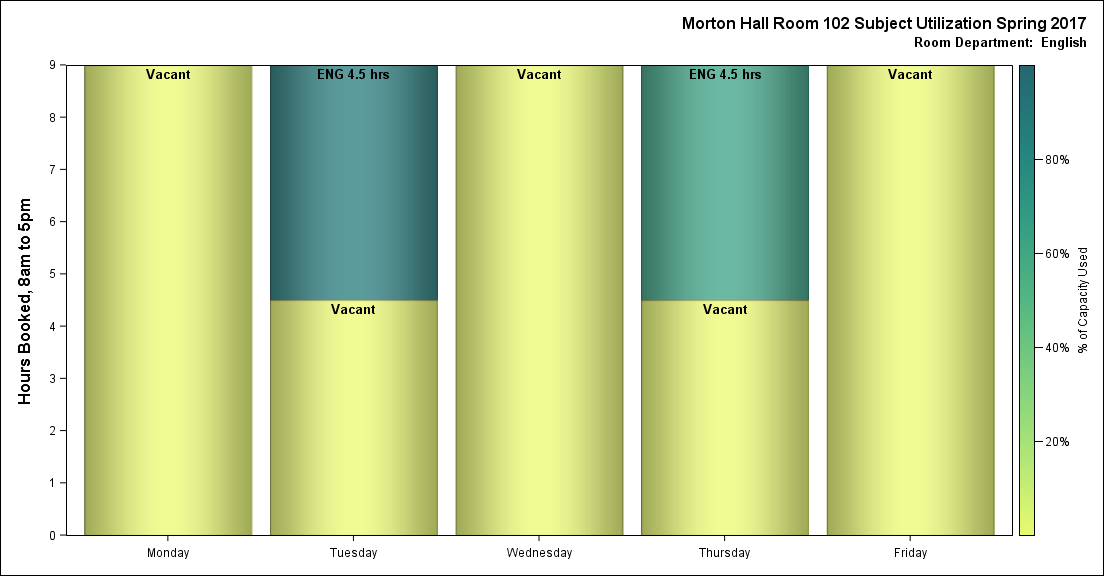 Morton Hall Room 102 Subject Utilization Spring 2017
Room Department:  English
Hours Booked, 8am to 5pm
9
8
7
6
5
4
3
2
1
0
Vacant
ENG 4.5 hrs
Vacant
ENG 4.5 hrs
Vacant
Vacant
Vacant
Monday
Tuesday
Wednesday
Thursday
Friday
80%
60%
40%
20%
% of Capacity Used